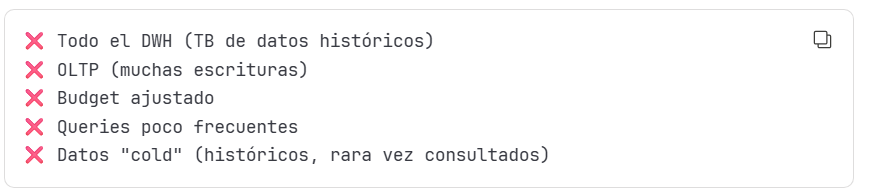 ❌ Todo el DWH (TB de datos históricos)
❌ OLTP (muchas escrituras)
❌ Budget ajustado
❌ Queries poco frecuentes
❌ Datos "cold" (históricos, rara vez consultados)